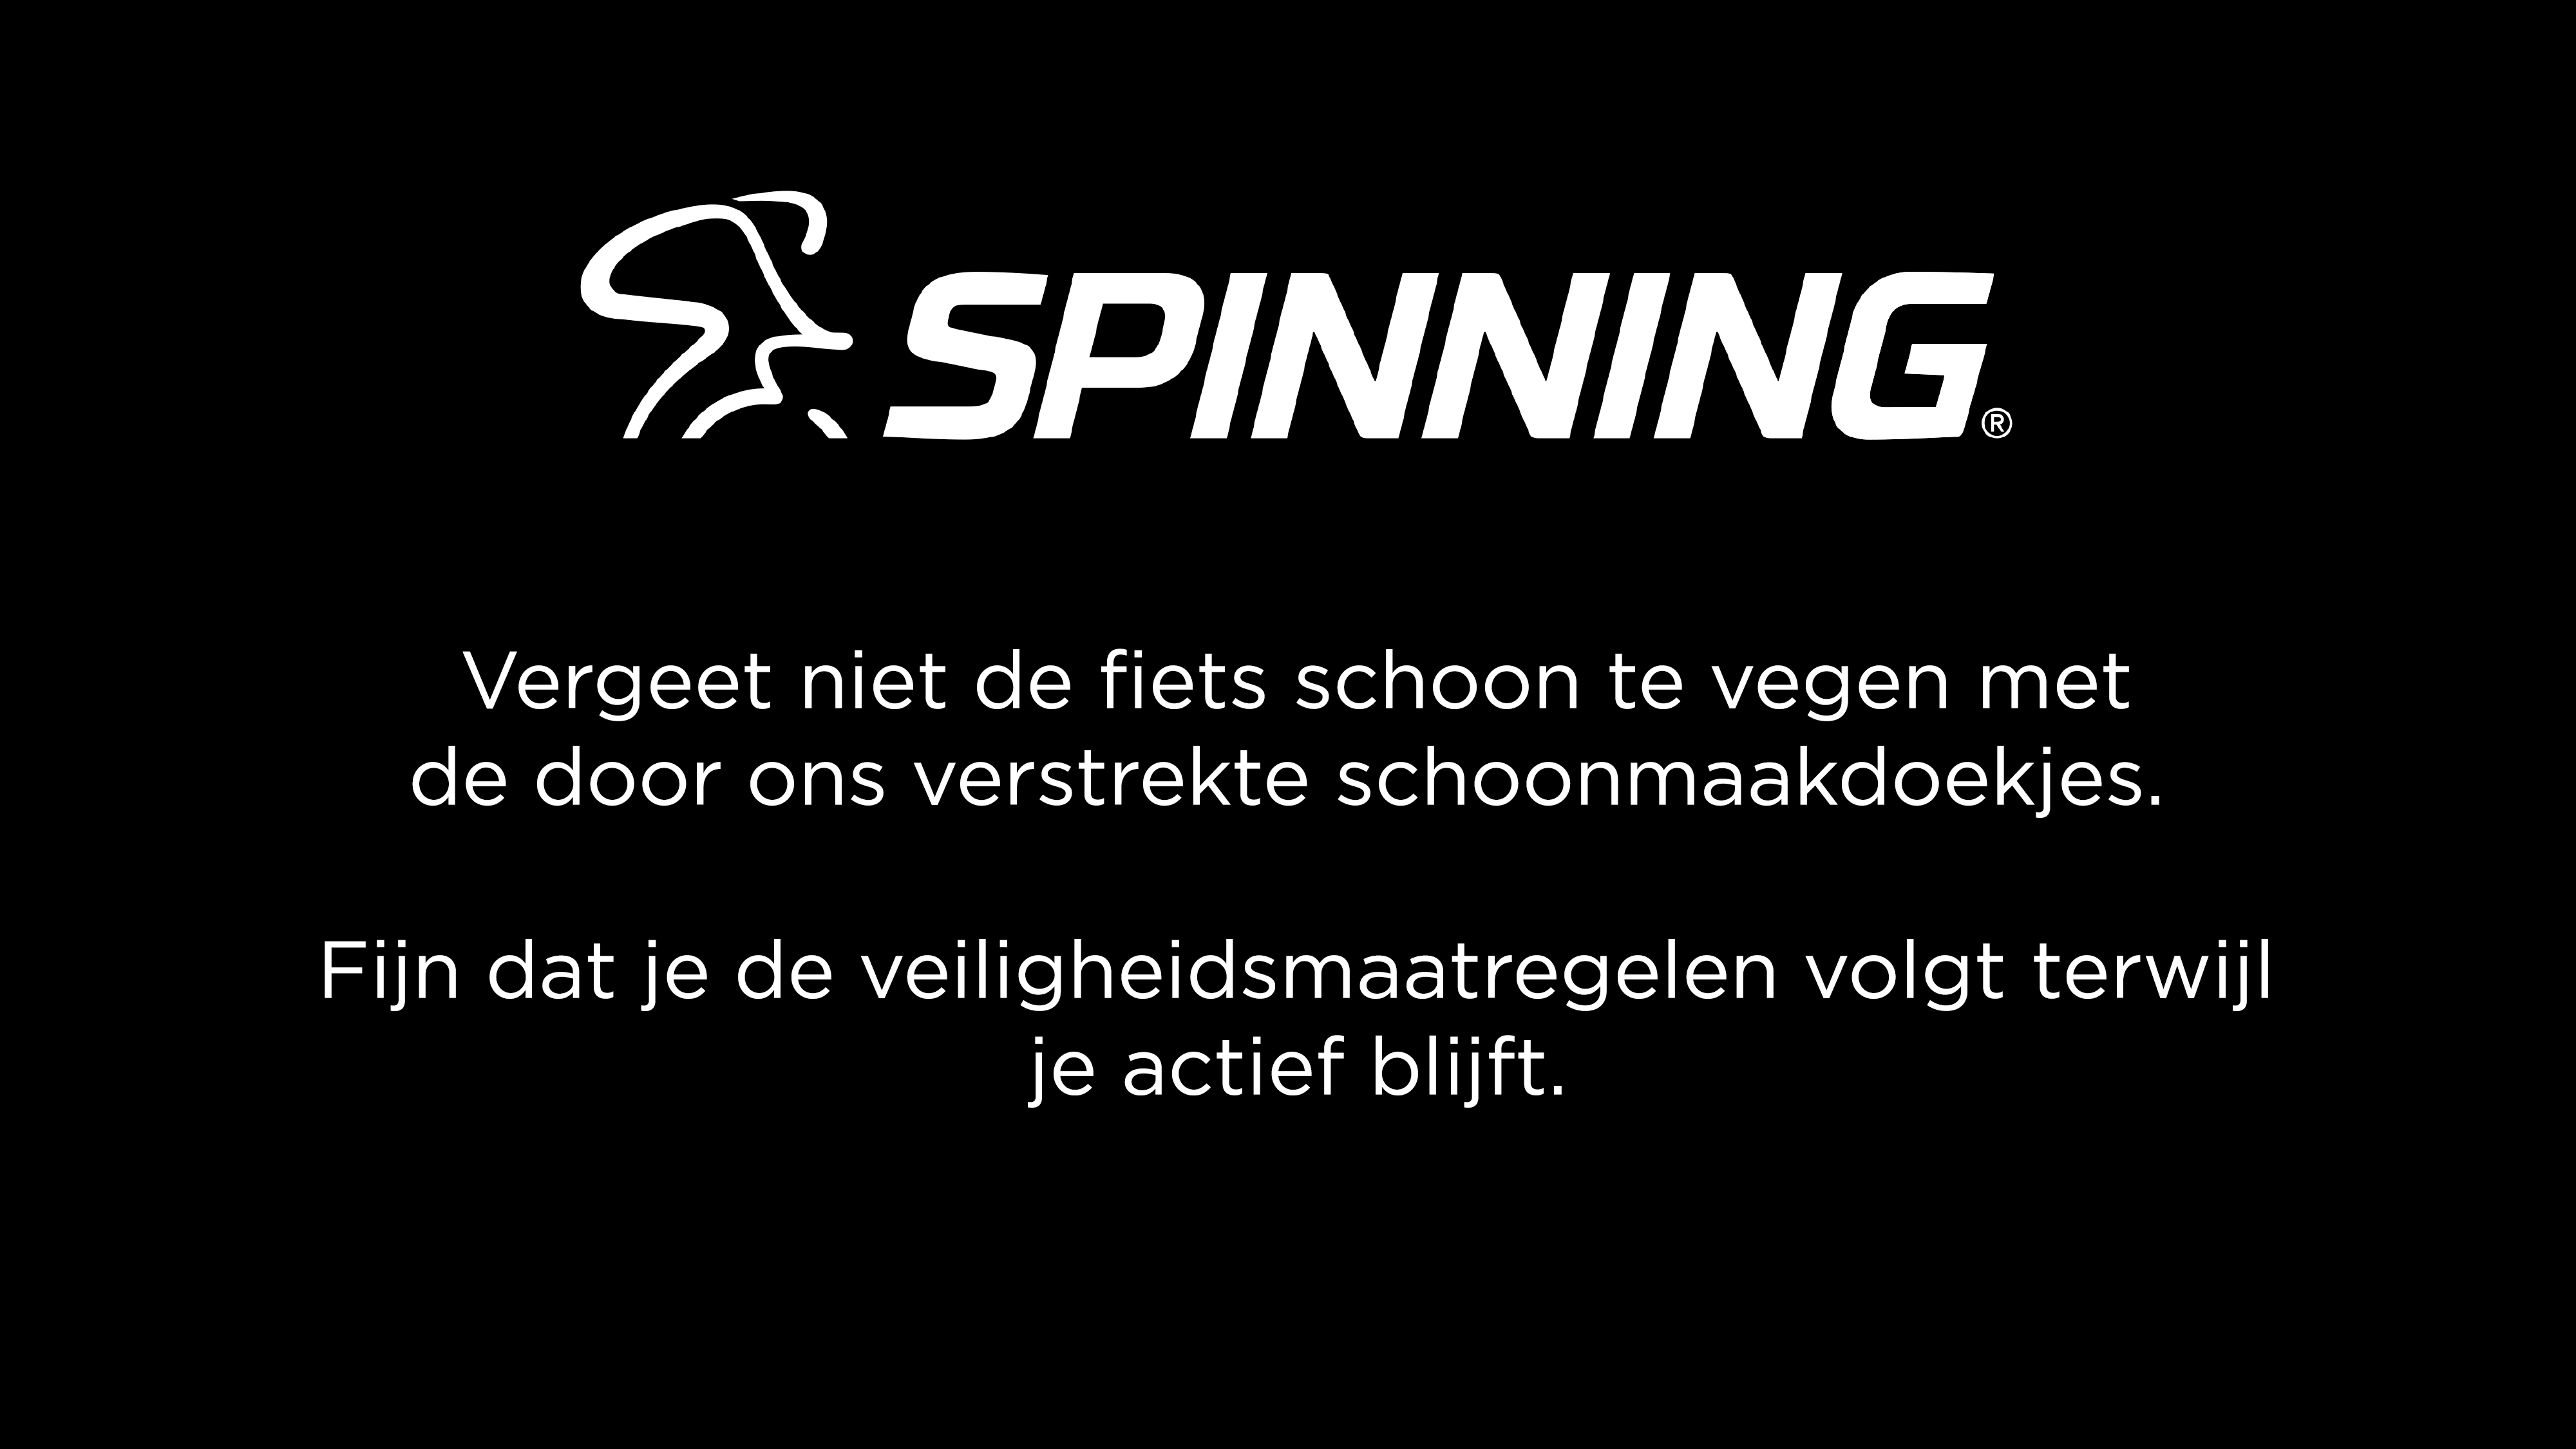 SPINNING®
Vergeet niet de fiets schoon te vegen met
de door ons verstrekte schoonmaakdoekjes.
Fijn dat je de veiligheidsmaatregelen volgt terwijl
je actief blijft.